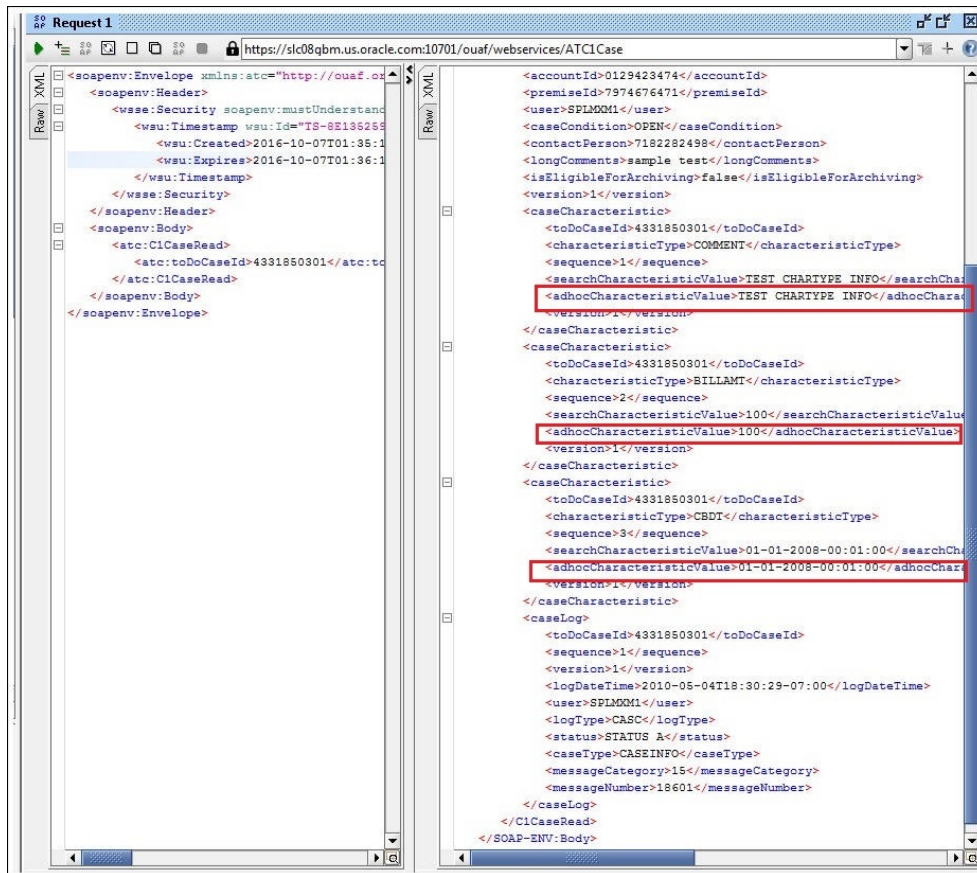 Request 1
https://slc08qbm.us.oracle.com:10701/ouaf/webservices/ATC1Case
XML
Raw
<soapenv:Envelope xmlns:atc="http://ouaf.or
<soapenv:Header>
<wsse:Security soapenv:mustUnderstand
<wsu:Timestamp wsu:Id="TS-8E135259
<wsu:Created>2016-10-07T01:35:1
<wsu:Expires>2016-10-07T01:36:1
</wsu:Timestamp>
</wsse:Security>
</soapenv:Header>
<soapenv:Body>
<atc:C1CaseRead>
<atc:toDoCaseId>4331850301</atc:to
</atc:C1CaseRead>
</soapenv:Body>
</soapenv:Envelope>
XML
Raw
<accountId>0129423474</accountId>
<premiseId>7974676471</premiseId>
<user>SPLMXM1</user>
<caseCondition>OPEN</caseCondition>
<contactPerson>7182282498</contactPerson>
<longComments>sample test</longComments>
<isEligibleForArchiving>false</isEligibleForArchiving>
<version>1</version>
<caseCharacteristic>
<toDoCaseId>4331850301</toDoCaseId>
<characteristicType>COMMENT</characteristicType>
<sequence>1</sequence>
<searchCharacteristicValue>TEST CHARTYPE INFO</searchChar
<adhocCharacteristicValue>TEST CHARTYPE INFO</adhocCharac
<version>1</version>
</caseCharacteristic>
<caseCharacteristic>
<toDoCaseId>4331850301</toDoCaseId>
<characteristicType>BILLAMT</characteristicType>
<sequence>2</sequence>
<searchCharacteristicValue>100</searchCharacteristicValue
<adhocCharacteristicValue>100</adhocCharacteristicValue>
<version>1</version>
</caseCharacteristic>
<caseCharacteristic>
<toDoCaseId>4331850301</toDoCaseId>
<characteristicType>CBDT</characteristicType>
<sequence>3</sequence>
<searchCharacteristicValue>01-01-2008-00:01:00</searchCha
<adhocCharacteristicValue>01-01-2008-00:01:00</adhocChara
<version>1</version>
</caseCharacteristic>
<caseLog>
<toDoCaseId>4331850301</toDoCaseId>
<sequence>1</sequence>
<version>1</version>
<logDateTime>2010-05-04T18:30:29-07:00</logDateTime>
<user>SPLMXM1</user>
<logType>CASC</logType>
<status>STATUS A</status>
<caseType>CASEINFO</caseType>
<messageCategory>15</messageCategory>
<messageNumber>18601</messageNumber>
</caseLog>
</C1CaseRead>
</SOAP-ENV:Body>